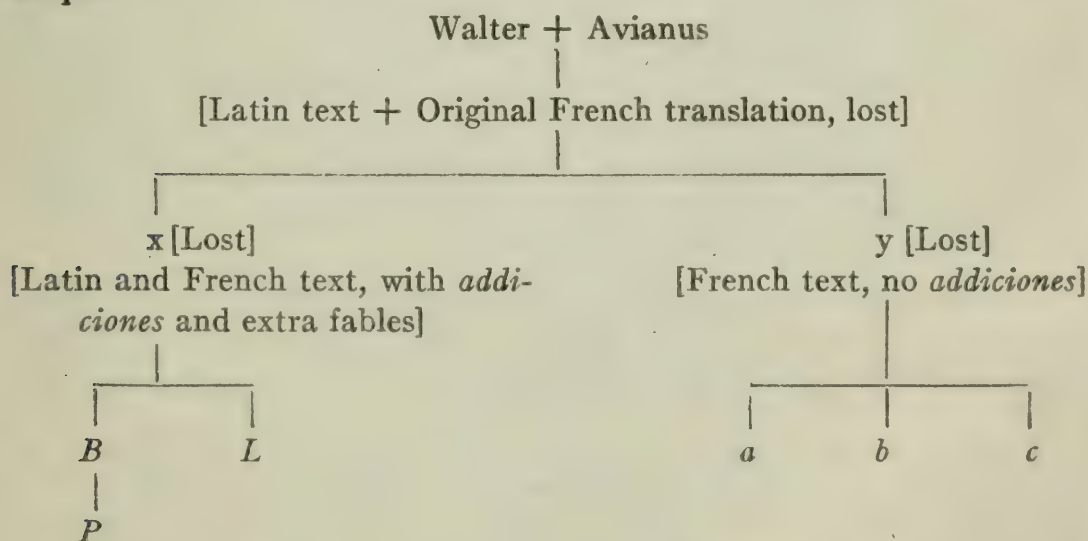 Walter + Avianus
[Latin text + Original French translation, lost]
x [Lost]
y [Lost]
[Latin and French text, with addi-
[French text, no addiciones]
ciones and extra fables]
B
L
a
b
c
P